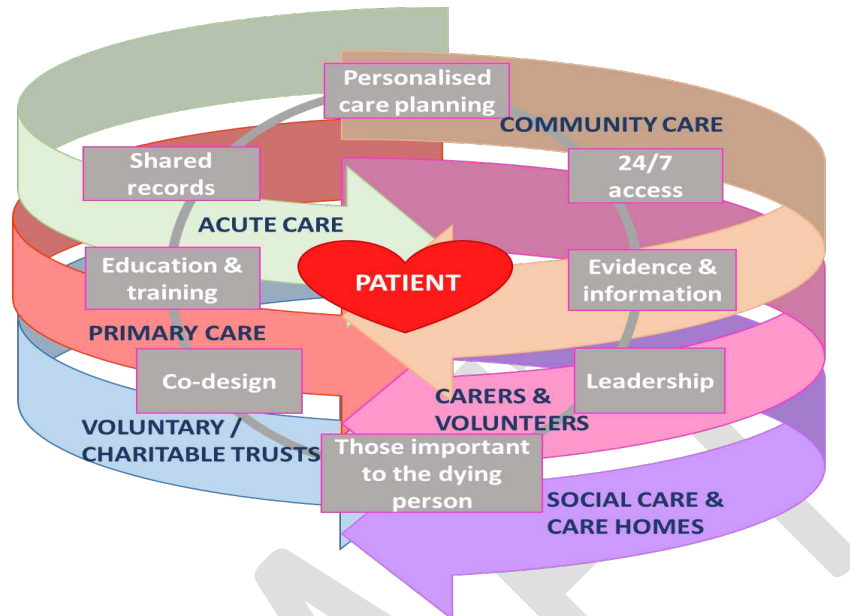 Personalised
care planning
COMMUNITY CARE
Shared
records
24/7
access
ACUTE CARE
Education &
training
PATIENT
Evidence &
information
PRIMARY CARE
Co-design
Leadership
CARERS &
VOLUNTEERS
VOLUNTARY /
CHARITABLE TRUSTS
Those important
to the dying
person
SOCIAL CARE &
CARE HOMES